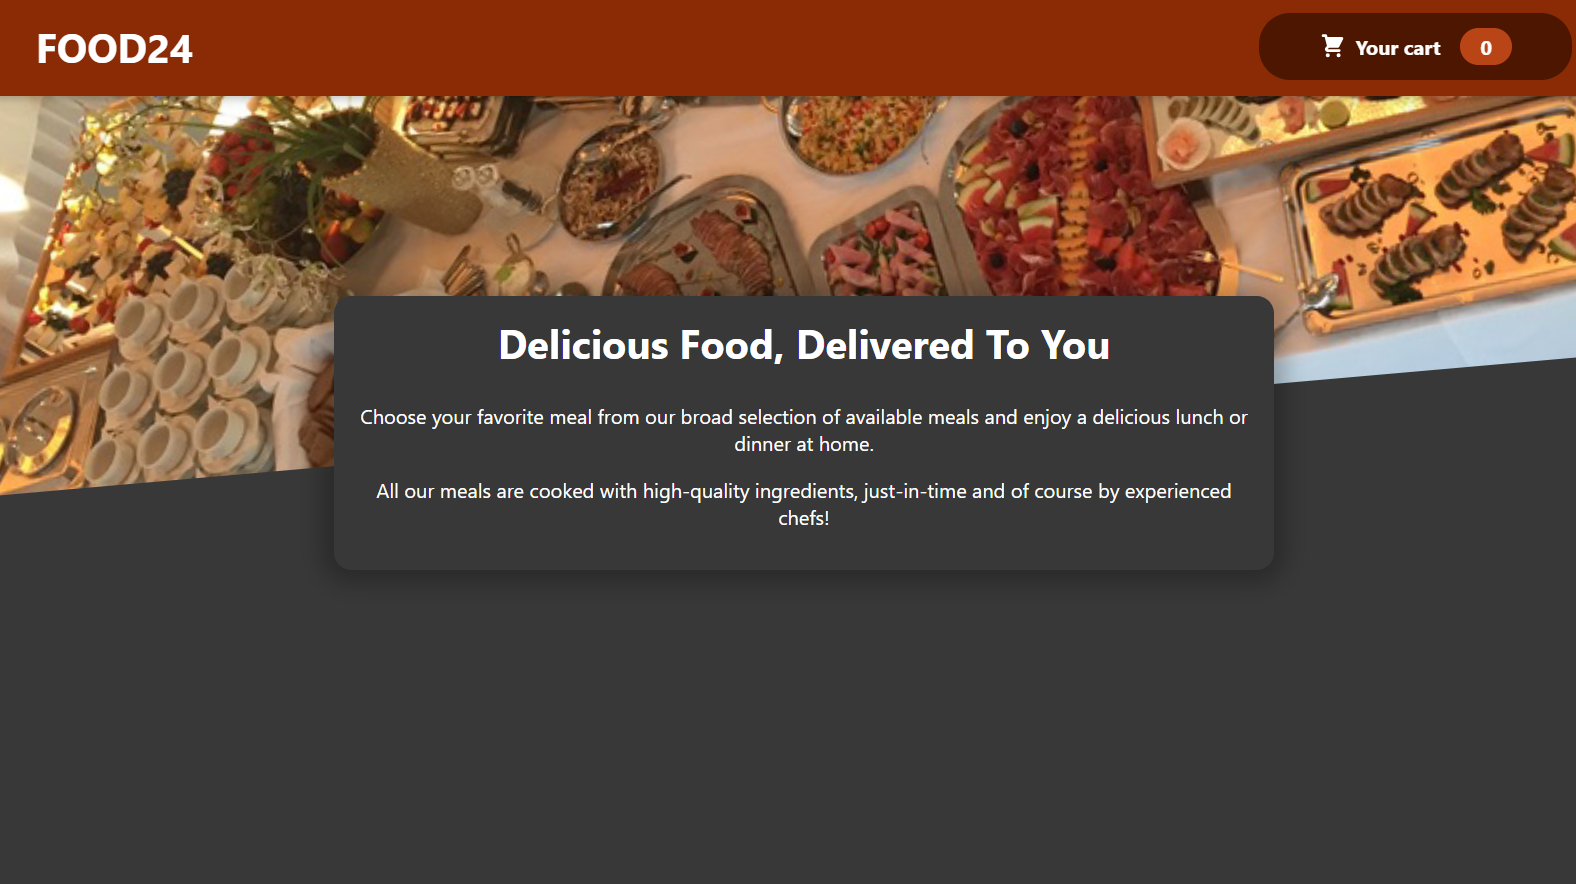 FOOD24
Your cart 0
Delicious Food, Delivered To You
Choose your favorite meal from our broad selection of available meals and enjoy a delicious lunch or
dinner at home.
All our meals are cooked with high-quality ingredients, just-in-time and of course by experienced
chefs!